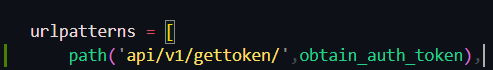 urlpatterns = [
path('api/v1/gettoken/',obtain_auth_token),